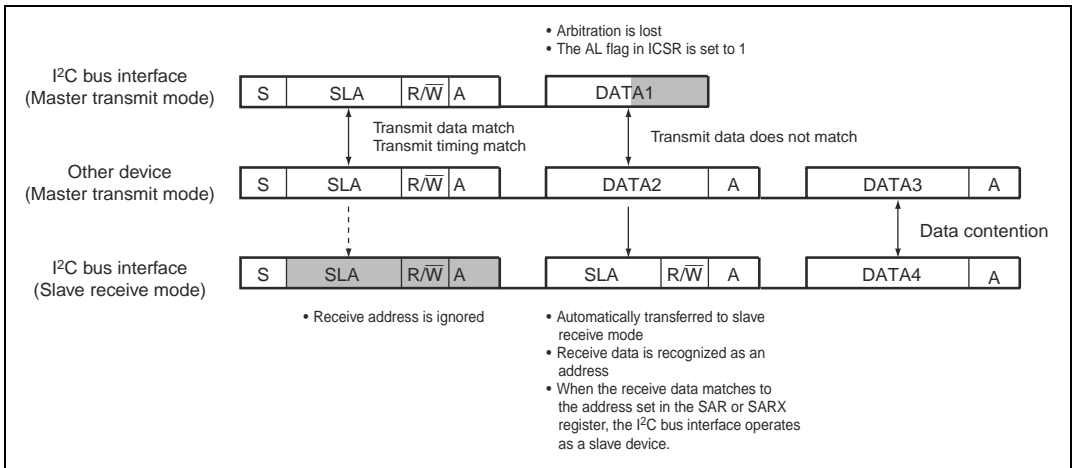 • Arbitration is lost
• The AL flag in ICSR is set to 1
I²C bus interface
(Master transmit mode)
S SLA R/W̅ A DATA1
Transmit data match
Transmit timing match
Transmit data does not match
Other device
(Master transmit mode)
S SLA R/W̅ A DATA2 A DATA3 A
Data contention
I²C bus interface
(Slave receive mode)
S SLA R/W̅ A SLA R/W̅ A DATA4 A
• Receive address is ignored
• Automatically transferred to slave
receive mode
• Receive data is recognized as an
address
• When the receive data matches to
the address set in the SAR or SARX
register, the I²C bus interface operates
as a slave device.